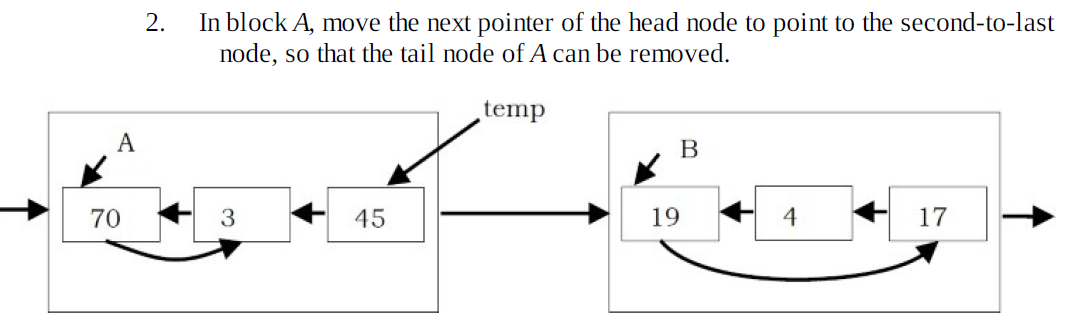 2. In block A, move the next pointer of the head node to point to the second-to-last
node, so that the tail node of A can be removed.
temp
A
B
70 3 45 19 4 17